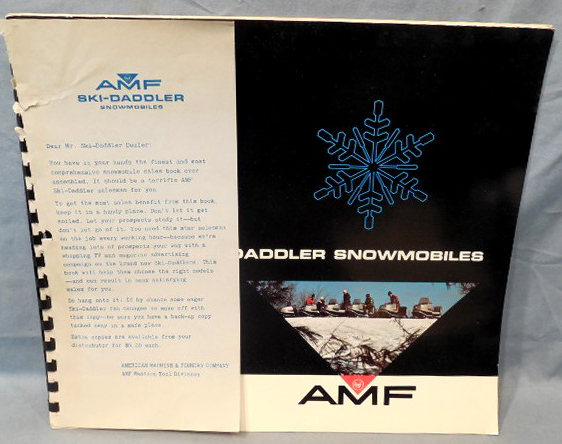 AMF
SKI-DADDLER
SNOWMOBILES
Dear Mr. Ski-Daddler Dealer:
You have in your hands the finest and most
comprehensive snowmobile sales book ever
assembled. It should be a terrific AMF
Ski-Daddler salesman for you.
To get the most sales benefit from this book,
keep it in a handy place. Don't let it get
soiled. Let your prospects study it--but
don't let go of it. You need this star salesman
on the job every working hour--because we're
heading lots of prospects your way with a
whopping TV and magazine advertising
campaign on the brand new Ski-Daddlers. This
book will help them choose the right models
--and can result in many satisfying
sales for you.
So hang onto it! If by chance some eager
Ski-Daddler fan manages to make off with
this copy--be sure you have a back-up copy
tucked away in a safe place.
Extra copies are available from your
distributor for each.
AMERICAN MACHINE & FOUNDRY COMPANY
AMF Western Tool Division
DADDLER SNOWMOBILES
AMF